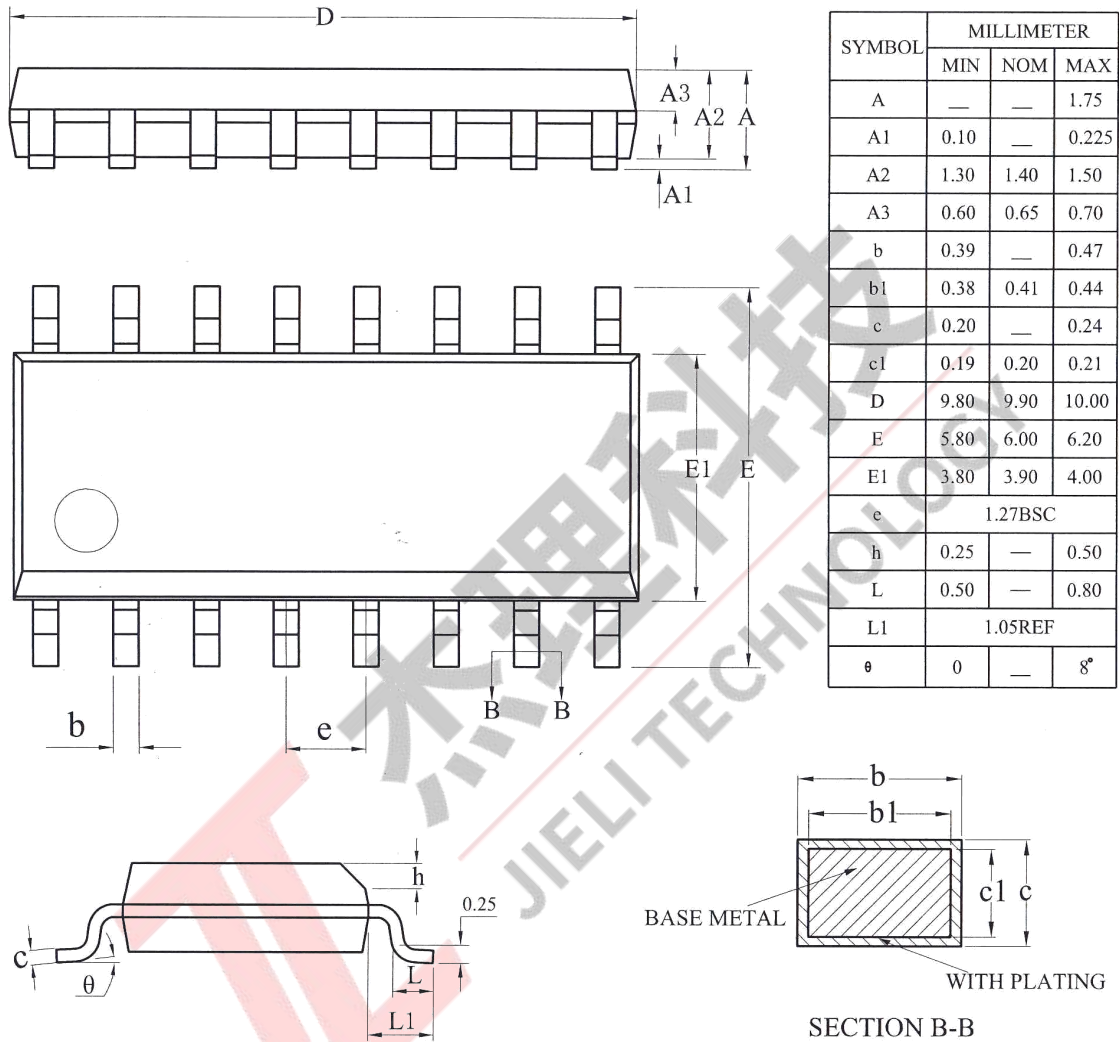 D
A3
A2
A
A1
E1
E
b
e
B
B
h
0.25
c
θ
L
L1
SYMBOL MILLIMETER
MIN NOM MAX
A — — 1.75
A1 0.10 — 0.225
A2 1.30 1.40 1.50
A3 0.60 0.65 0.70
b 0.39 — 0.47
b1 0.38 0.41 0.44
c 0.20 — 0.24
c1 0.19 0.20 0.21
D 9.80 9.90 10.00
E 5.80 6.00 6.20
E1 3.80 3.90 4.00
e 1.27BSC
h 0.25 — 0.50
L 0.50 — 0.80
L1 1.05REF
θ 0 — 8°
b
b1
c1
c
BASE METAL
WITH PLATING
SECTION B-B
杰理科技
JIELI TECHNOLOGY